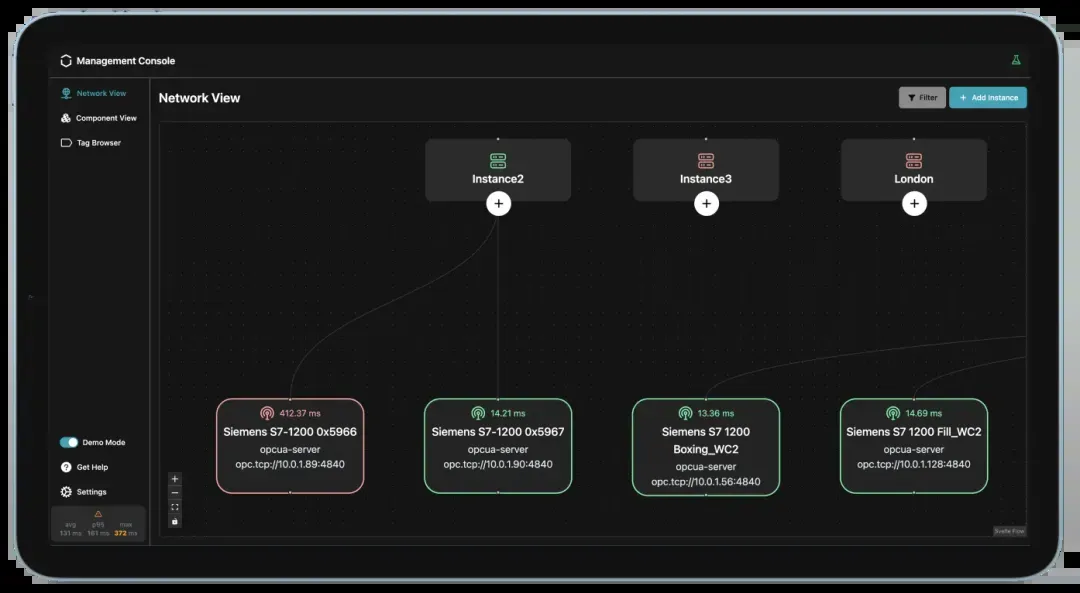 Management Console
Network View
Component View
Tag Browser
Network View
Filter
+ Add Instance
Instance2
Instance3
London
412.37 ms
Siemens S7-1200 0x5966
opcua-server
opc.tcp://10.0.1.89:4840
14.21 ms
Siemens S7-1200 0x5967
opcua-server
opc.tcp://10.0.1.90:4840
13.36 ms
Siemens S7 1200
Boxing_WC2
opcua-server
opc.tcp://10.0.1.56:4840
14.69 ms
Siemens S7 1200 Fill_WC2
opcua-server
opc.tcp://10.0.1.128:4840
Demo Mode
Get Help
Settings
avg p95 max
131 ms 161 ms 372 ms
Svelte Flow